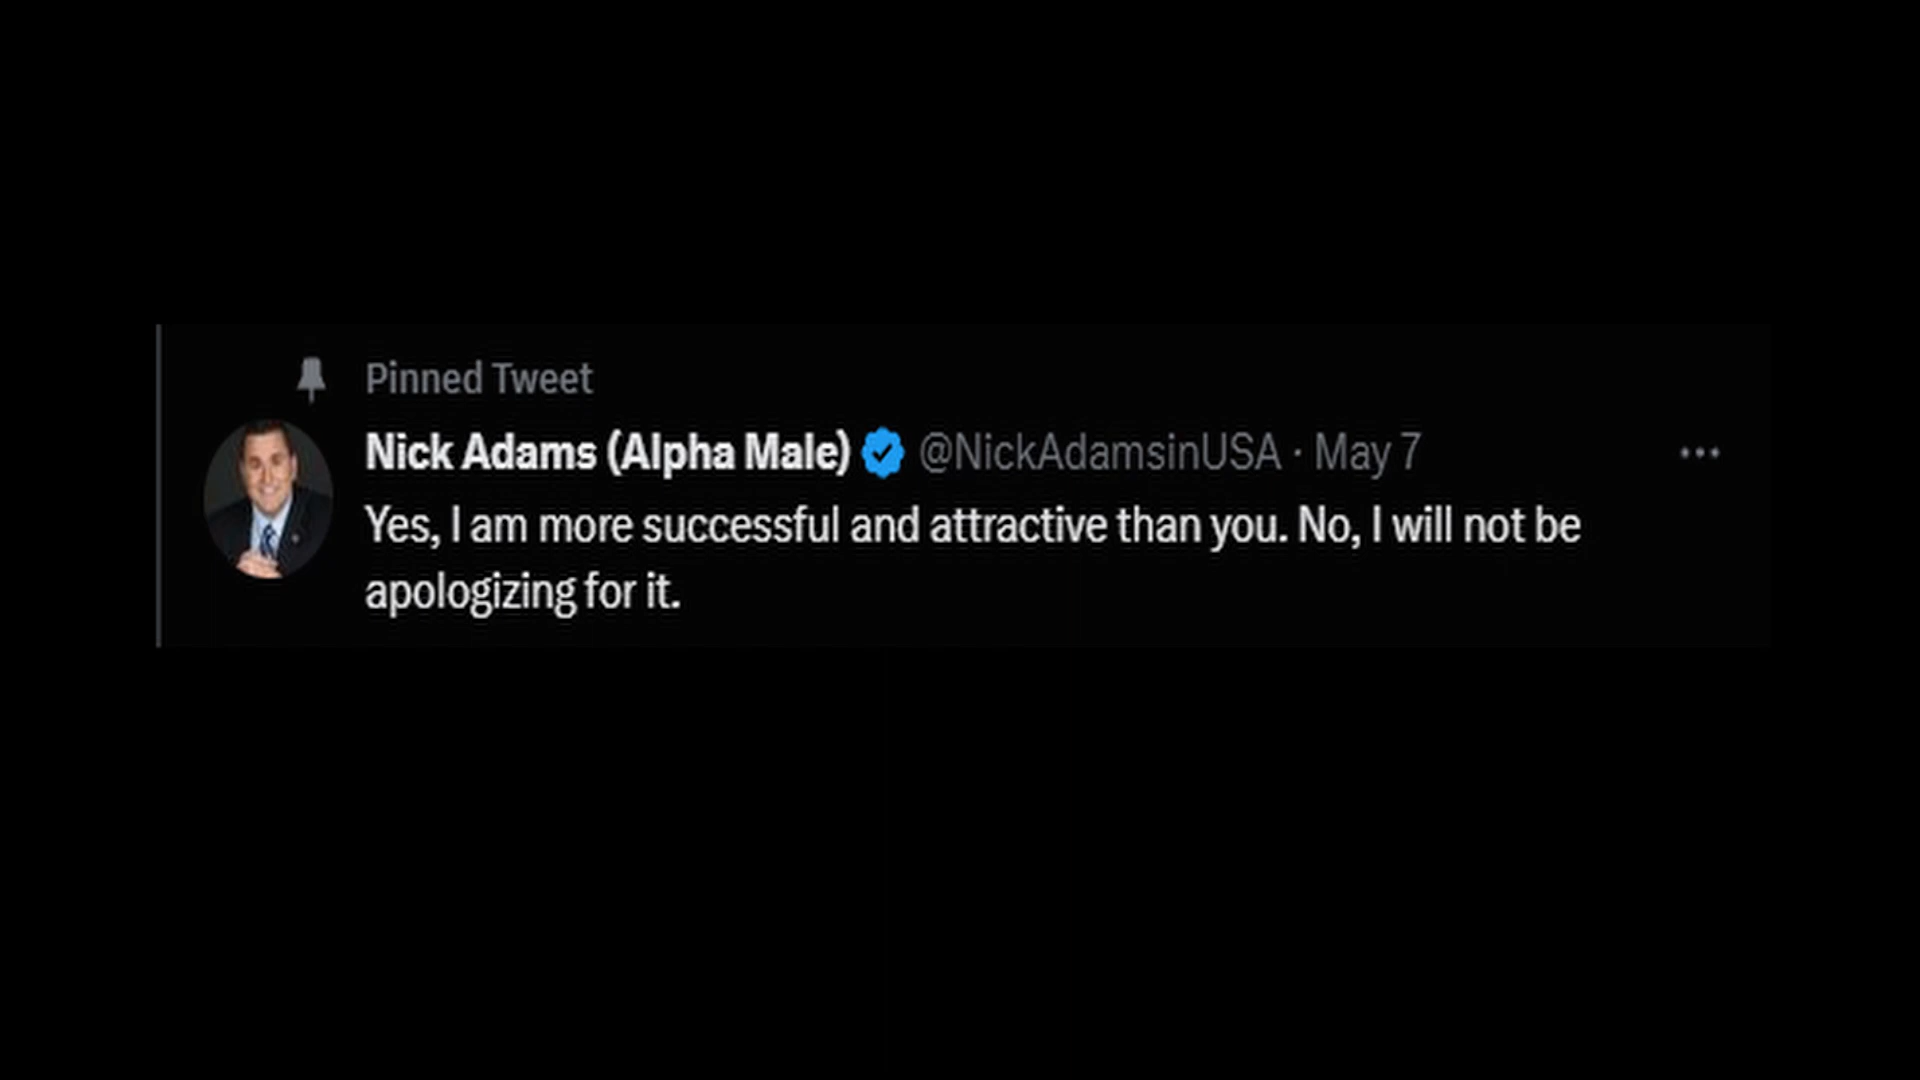 Pinned Tweet
Nick Adams (Alpha Male) @NickAdamsinUSA · May 7
Yes, I am more successful and attractive than you. No, I will not be
apologizing for it.